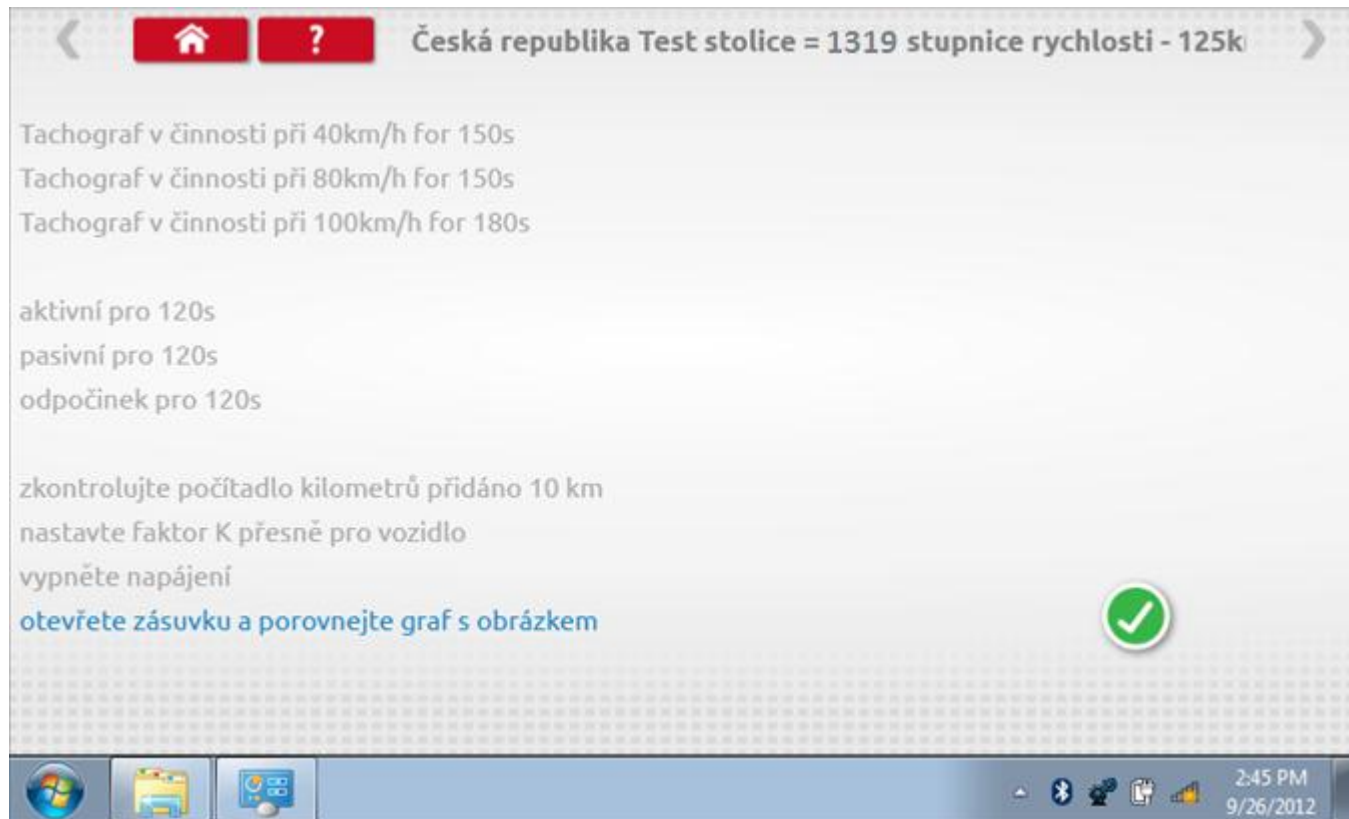 ?
Česká republika Test stolice = 1319 stupnice rychlosti - 125k
Tachograf v činnosti při 40km/h for 150s
Tachograf v činnosti při 80km/h for 150s
Tachograf v činnosti při 100km/h for 180s
aktivní pro 120s
pasivní pro 120s
odpočinek pro 120s
zkontrolujte počítadlo kilometrů přidáno 10 km
nastavte faktor K přesně pro vozidlo
vypněte napájení
otevřete zásuvku a porovnejte graf s obrázkem
2:45 PM
9/26/2012